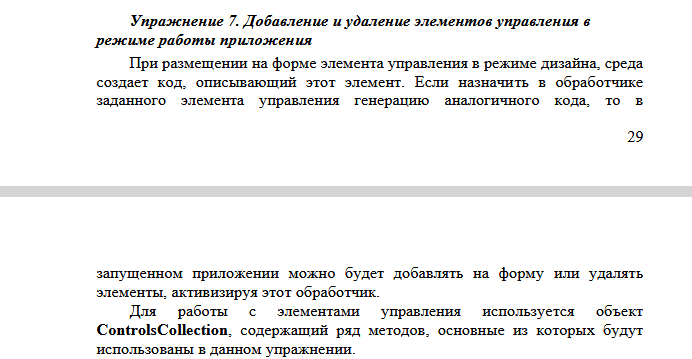 Упражнение 7. Добавление и удаление элементов управления в
режиме работы приложения
При размещении на форме элемента управления в режиме дизайна, среда
создает код, описывающий этот элемент. Если назначить в обработчике
заданного элемента управления генерацию аналогичного кода, то в
29
запущенном приложении можно будет добавлять на форму или удалять
элементы, активизируя этот обработчик.
Для работы с элементами управления используется объект
ControlsCollection, содержащий ряд методов, основные из которых будут
использованы в данном упражнении.